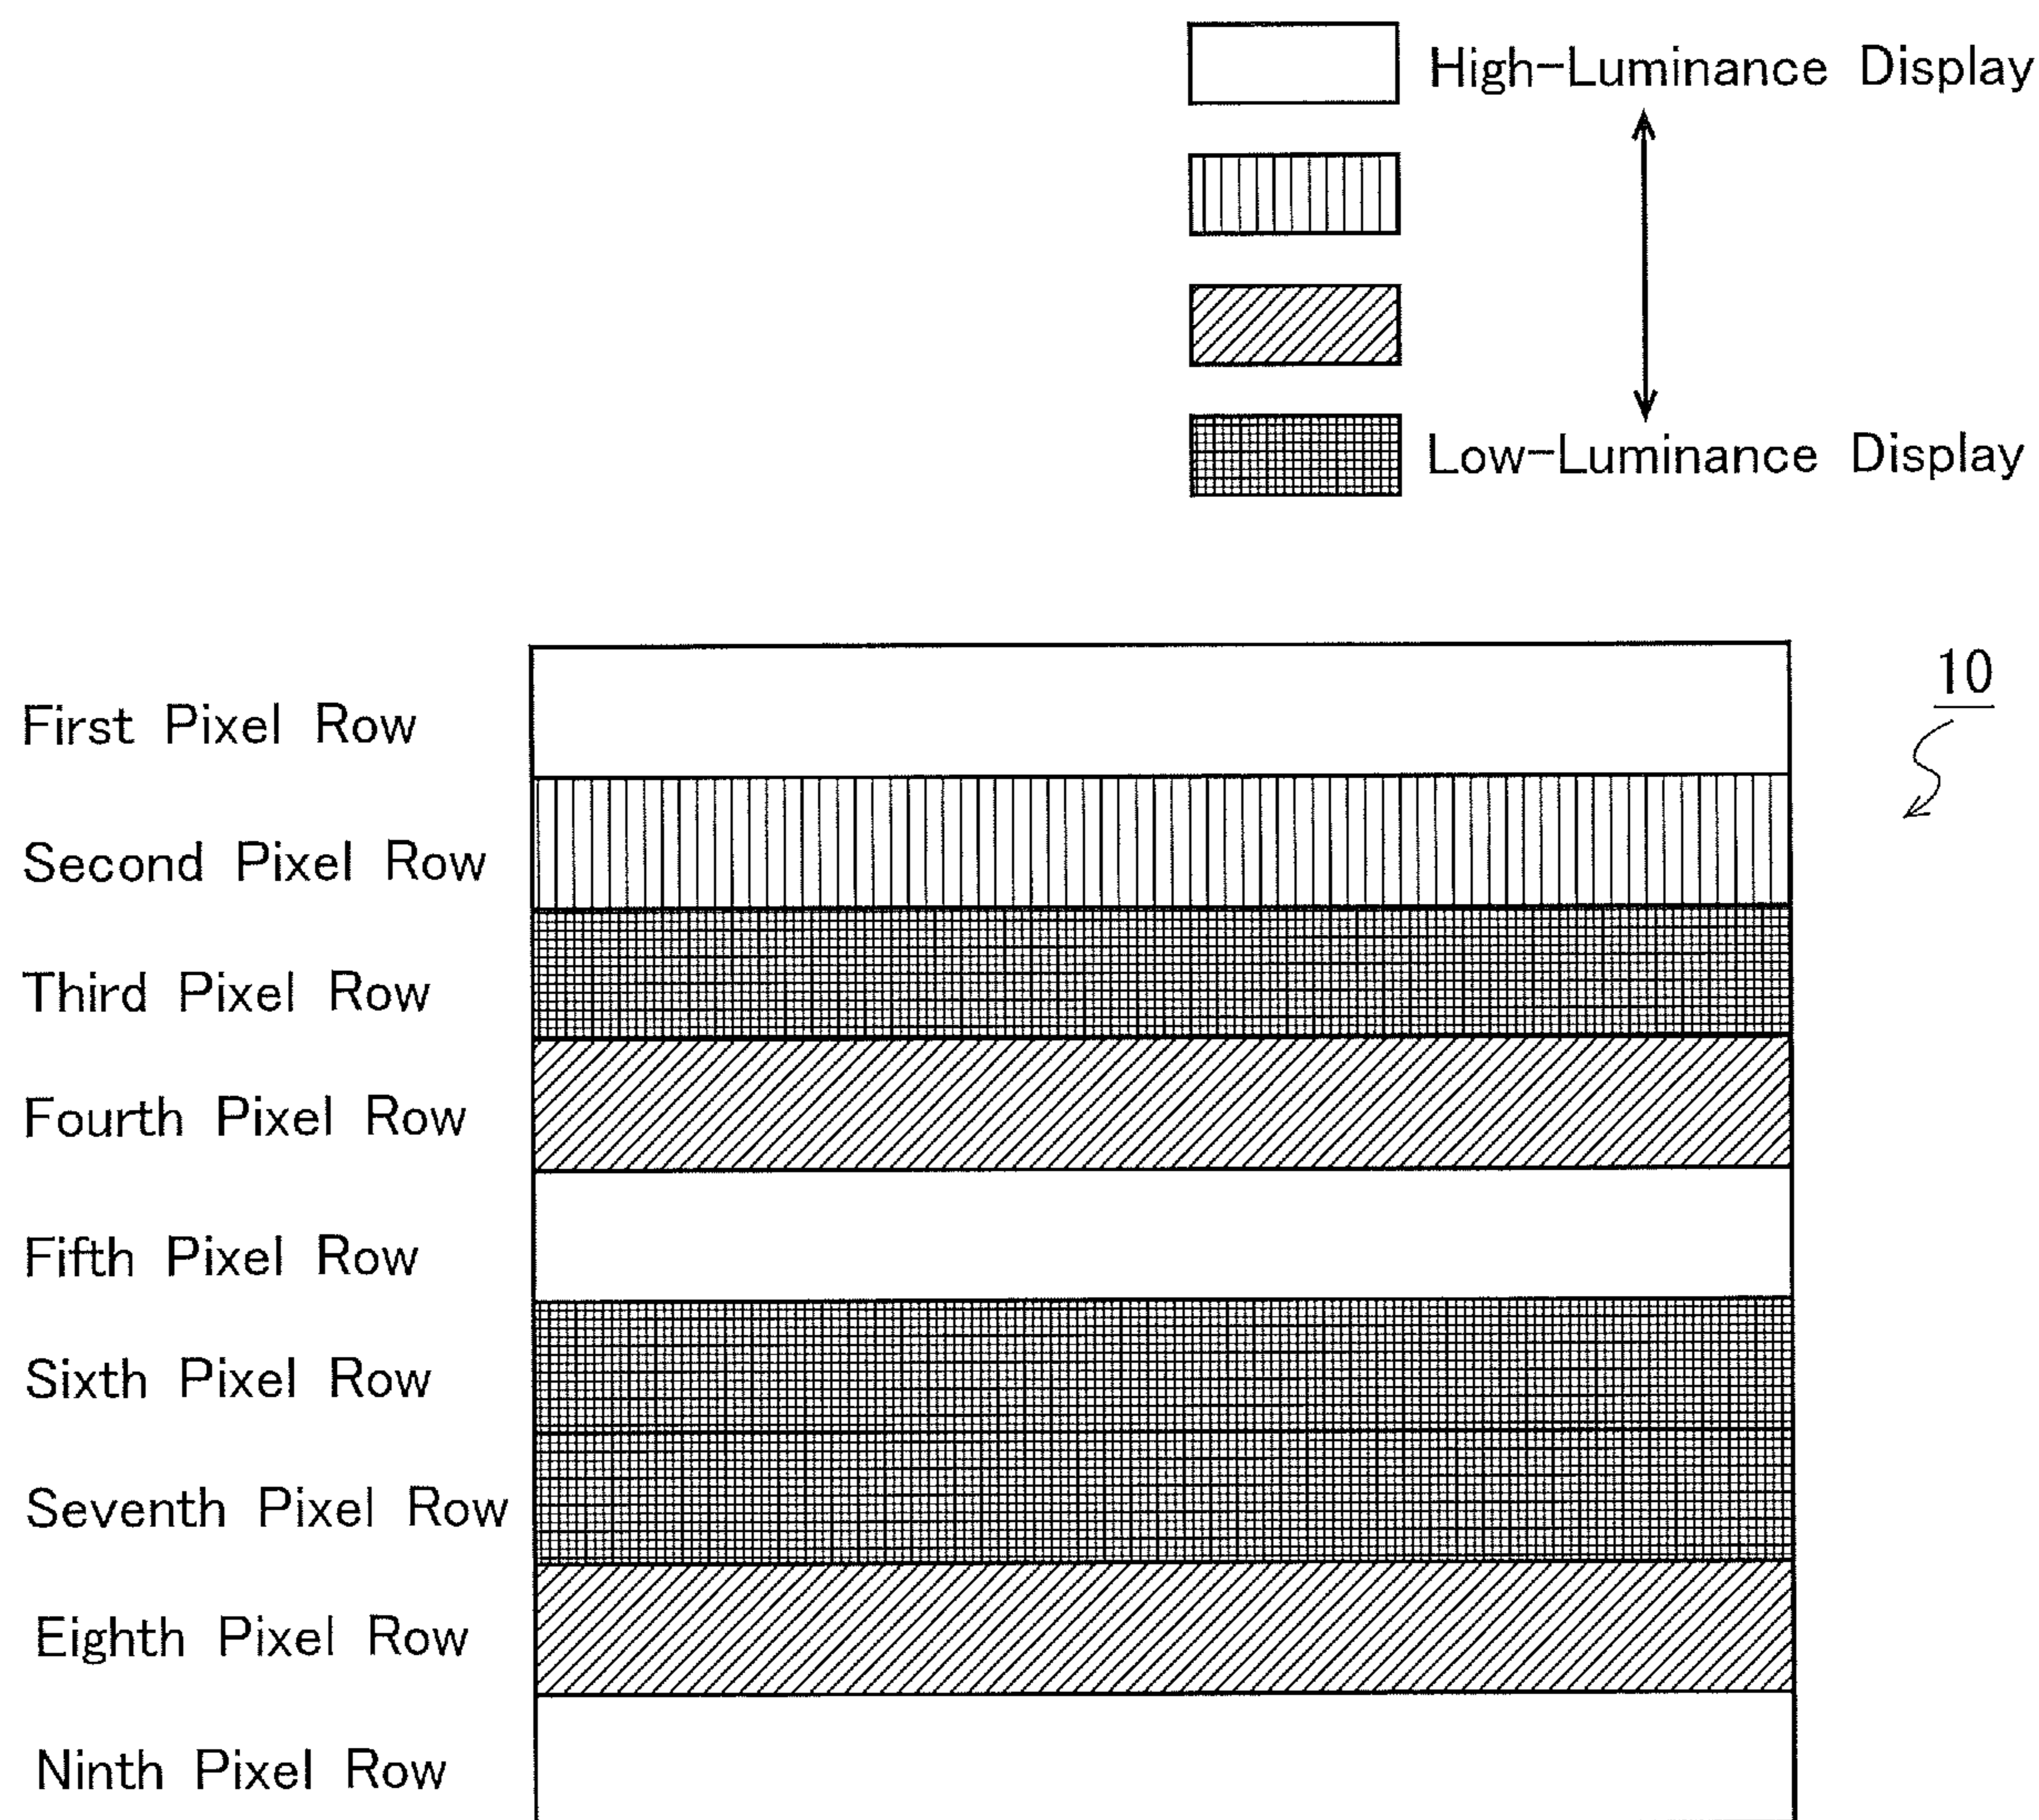 High-Luminance Display
Low-Luminance Display
10
First Pixel Row
Second Pixel Row
Third Pixel Row
Fourth Pixel Row
Fifth Pixel Row
Sixth Pixel Row
Seventh Pixel Row
Eighth Pixel Row
Ninth Pixel Row